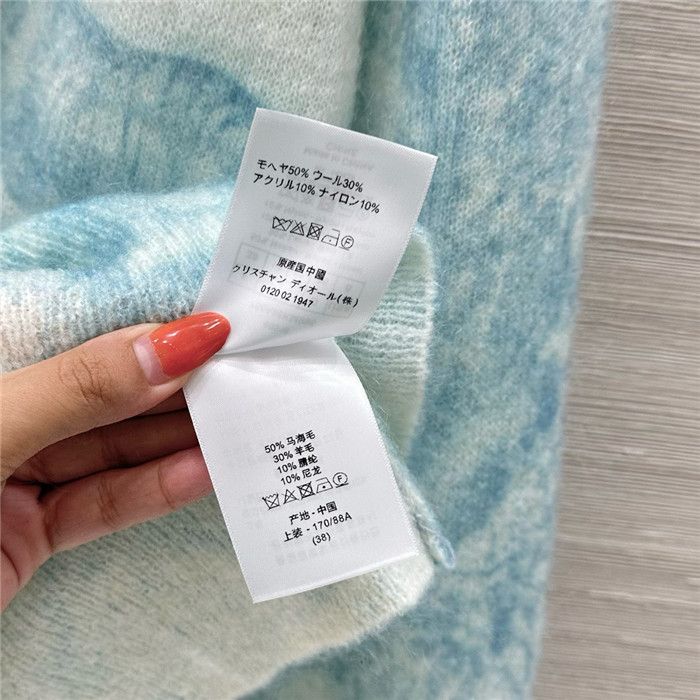 モヘヤ50% ウール30%
アクリル10% ナイロン10%
原産国中國
クリスチャン ディオール(株)
0120 02 1947
50% 马海毛
30% 羊毛
10% 腈纶
10% 尼龙
产地 - 中国
上装 - 170/88A
(38)